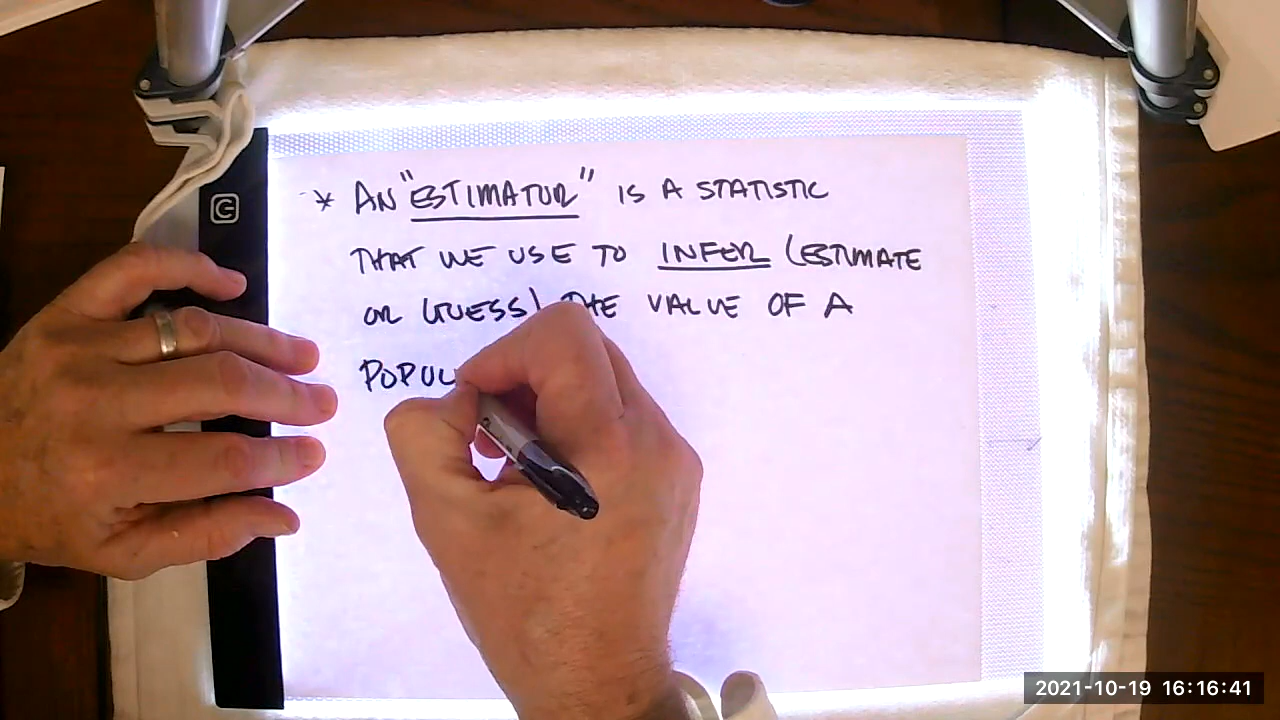 * AN "ESTIMATOR" IS A STATISTIC
THAT WE USE TO INFER (ESTIMATE
OR GUESS) THE VALUE OF A
POPUL
2021-10-19 16:16:41